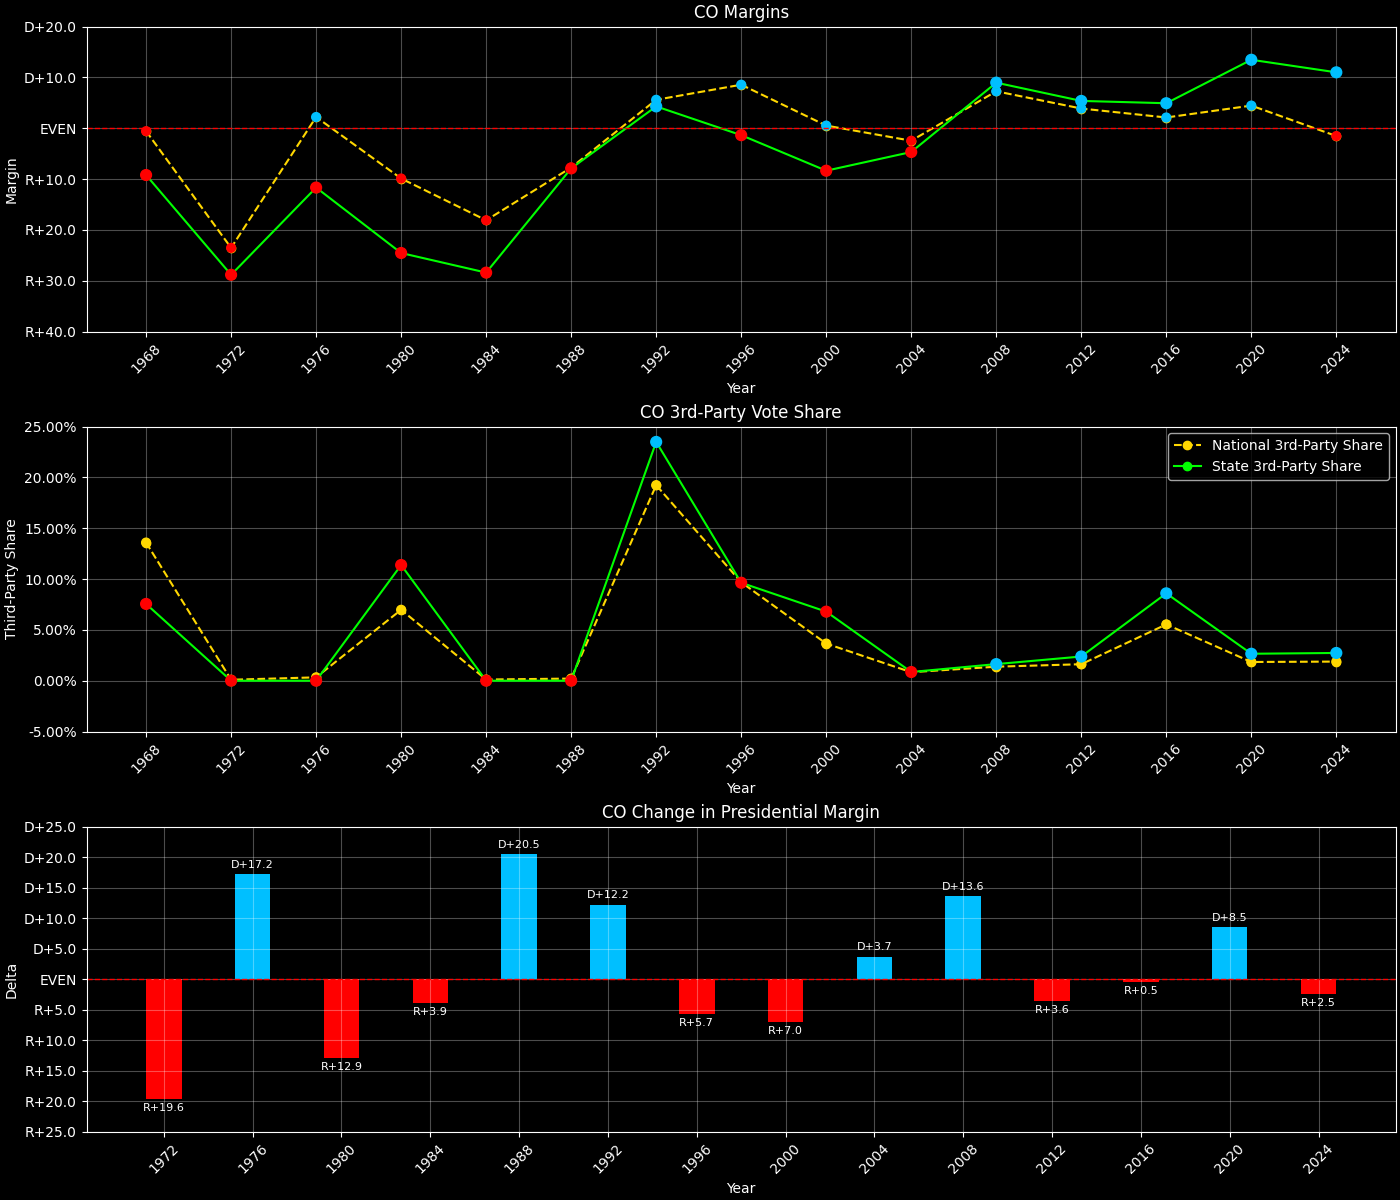 CO Margins
D+20.0
D+10.0
EVEN
R+10.0
R+20.0
R+30.0
R+40.0
Margin
1968 1972 1976 1980 1984 1988 1992 1996 2000 2004 2008 2012 2016 2020 2024
Year
CO 3rd-Party Vote Share
25.00%
20.00%
15.00%
10.00%
5.00%
0.00%
-5.00%
Third-Party Share
National 3rd-Party Share
State 3rd-Party Share
1968 1972 1976 1980 1984 1988 1992 1996 2000 2004 2008 2012 2016 2020 2024
Year
CO Change in Presidential Margin
D+25.0
D+20.0
D+15.0
D+10.0
D+5.0
EVEN
R+5.0
R+10.0
R+15.0
R+20.0
R+25.0
Delta
R+19.6
D+17.2
R+12.9
R+3.9
D+20.5
D+12.2
R+5.7
R+7.0
D+3.7
D+13.6
R+3.6
R+0.5
D+8.5
R+2.5
1972 1976 1980 1984 1988 1992 1996 2000 2004 2008 2012 2016 2020 2024
Year